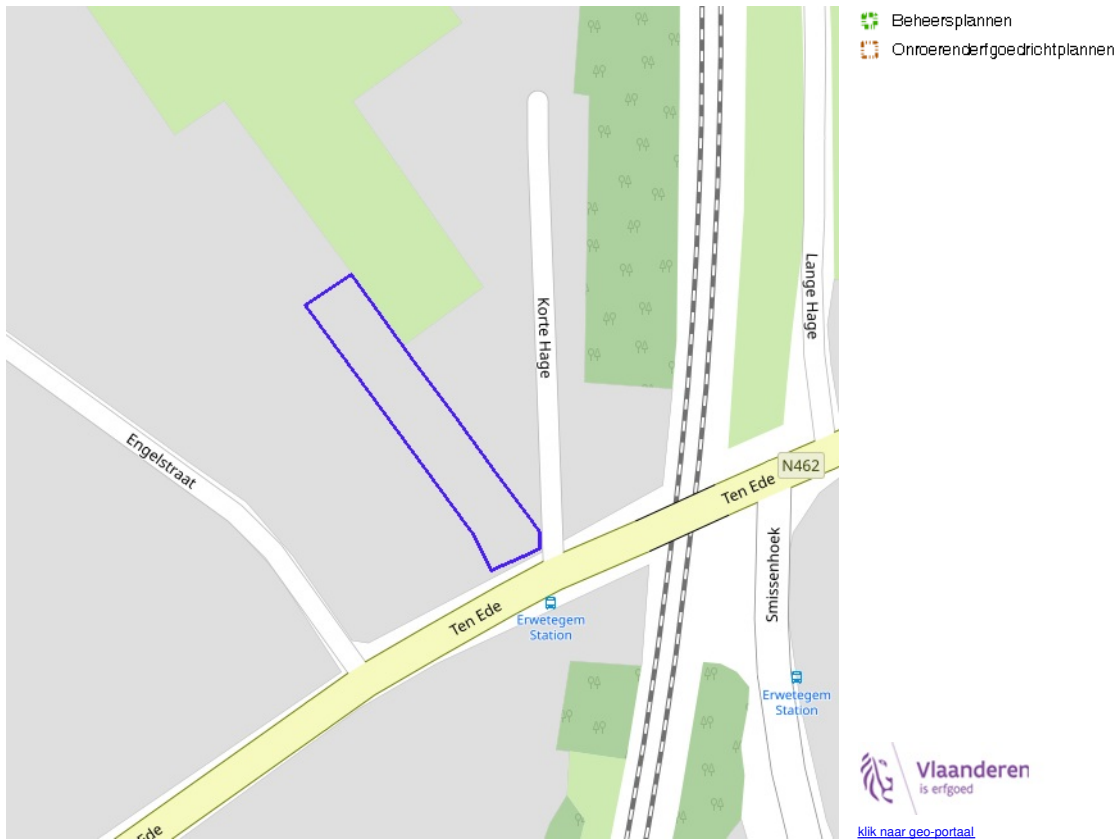 Beheersplannen
Onroerenderfgoedrichtplannen
Korte Hage
Lange Hage
Engelstraat
N462
Ten Ede
Smissenhoek
Ten Ede
Erwetegem
Station
Erwetegem
Station
Ede
Vlaanderen
is erfgoed
klik naar geo-portaal